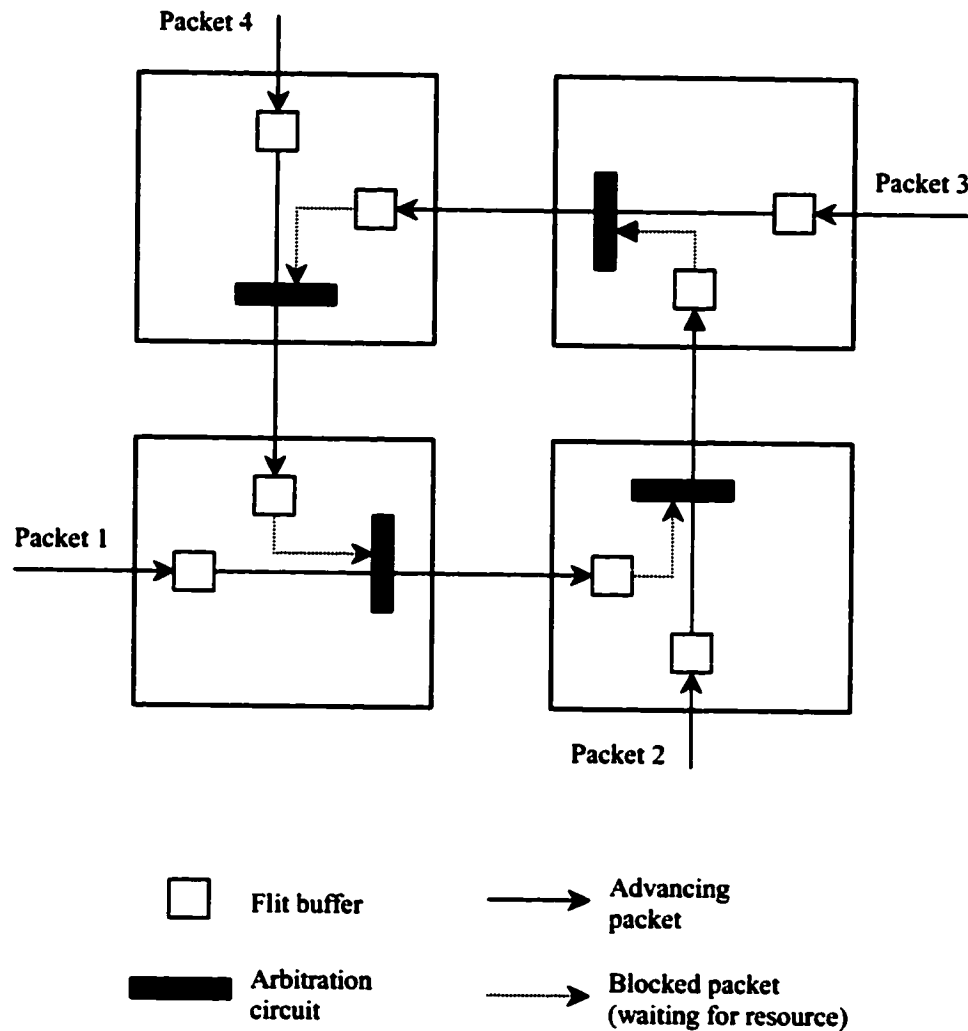 Packet 4
Packet 3
Packet 1
Packet 2
Flit buffer
Advancing
packet
Arbitration
circuit
Blocked packet
(waiting for resource)